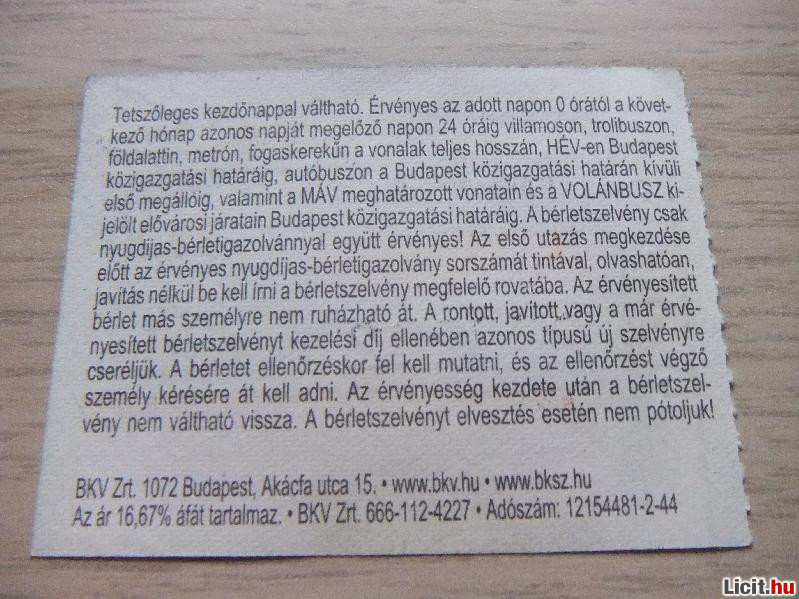 Tetszőleges kezdőnappal váltható. Érvényes az adott napon 0 órától a követ-
kező hónap azonos napját megelőző napon 24 óráig villamoson, trolibuszon,
földalattin, metrón, fogaskerekűn a vonalak teljes hosszán, HÉV-en Budapest
közigazgatási határáig, autóbuszon a Budapest közigazgatási határán kívüli
első megállóig, valamint a MÁV meghatározott vonatain és a VOLÁNBUSZ ki-
jelölt elővárosi járatain Budapest közigazgatási határáig. A bérletszelvény csak
nyugdíjas-bérletigazolvánnyal együtt érvényes! Az első utazás megkezdése
előtt az érvényes nyugdíjas-bérletigazolvány sorszámát tintával, olvashatóan,
javítás nélkül be kell írni a bérletszelvény megfelelő rovatába. Az érvényesített
bérlet más személyre nem ruházható át. A rontott, javított vagy a már érvé-
nyesített bérletszelvényt kezelési díj ellenében azonos típusú új szelvényre
cseréljük. A bérletet ellenőrzéskor fel kell mutatni, és az ellenőrzést végző
személy kérésére át kell adni. Az érvényesség kezdete után a bérletszel-
vény nem váltható vissza. A bérletszelvényt elvesztés esetén nem pótoljuk!
BKV Zrt. 1072 Budapest, Akácfa utca 15. • www.bkv.hu • www.bksz.hu
Az ár 16,67% áfát tartalmaz. • BKV Zrt. 666-112-4227 • Adószám: 12154481-2-44
Licit.hu